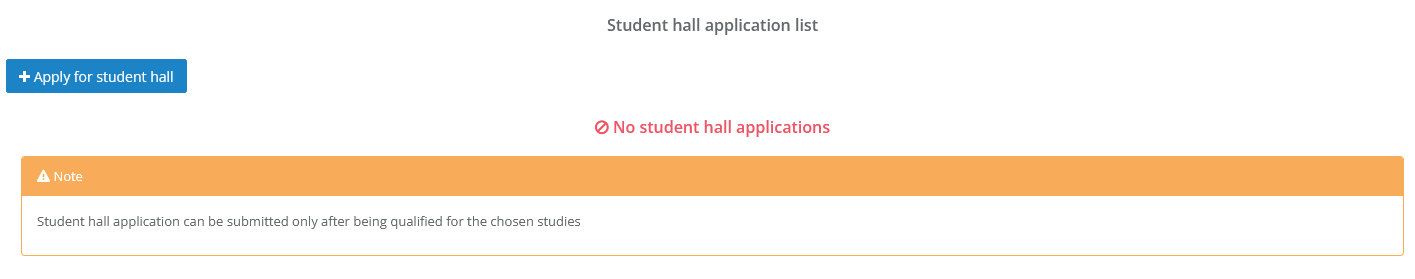 Student hall application list
Apply for student hall
No student hall applications
Note
Student hall application can be submitted only after being qualified for the chosen studies